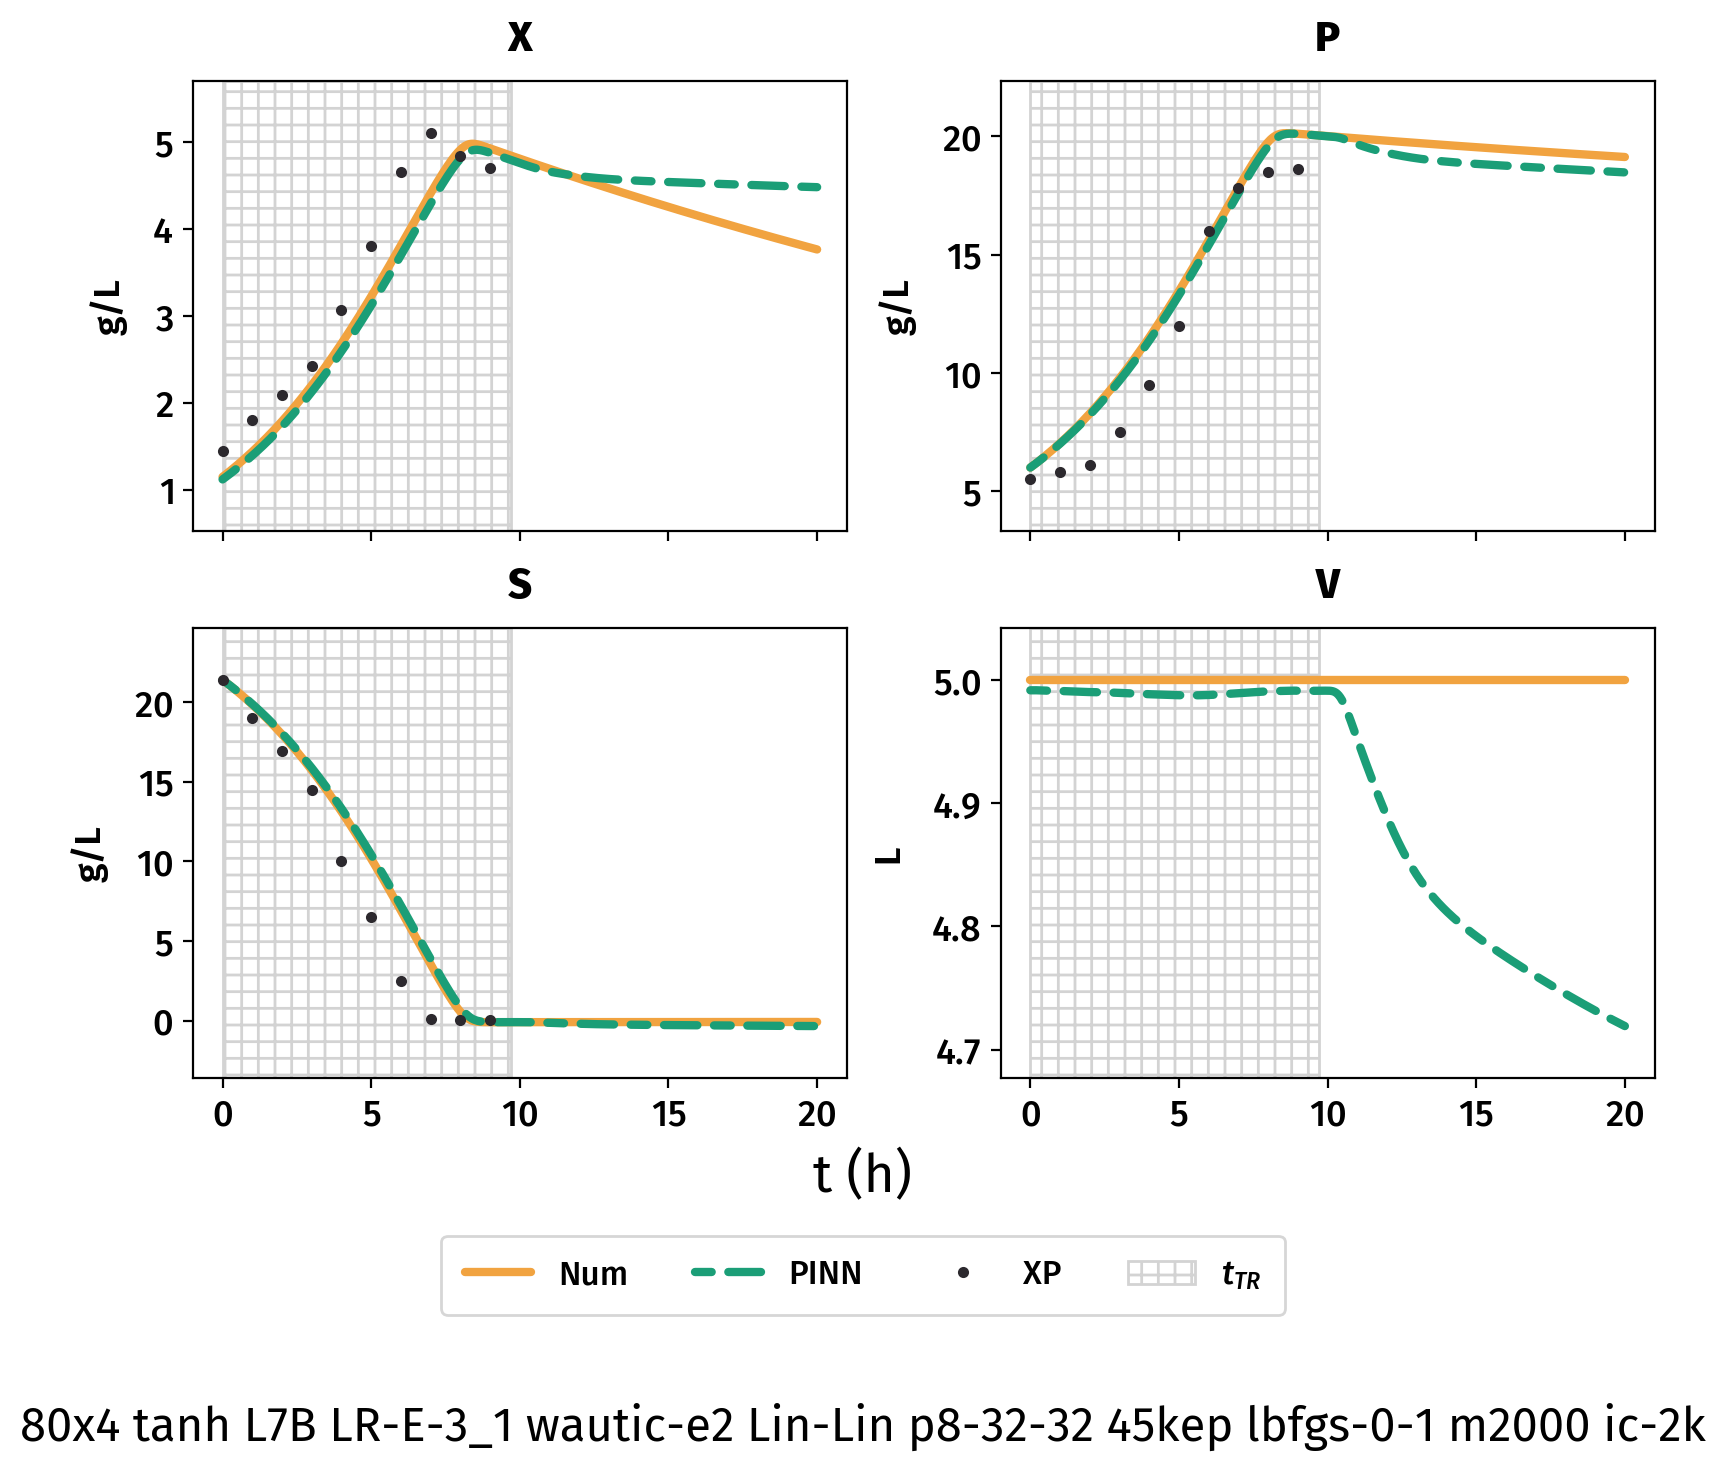 X
P
g/L
5
4
3
2
1
g/L
20
15
10
5
S
V
g/L
20
15
10
5
0
L
5.0
4.9
4.8
4.7
0 5 10 15 20
0 5 10 15 20
t (h)
Num PINN XP t_TR
80x4 tanh L7B LR-E-3_1 wautic-e2 Lin-Lin p8-32-32 45kep lbfgs-0-1 m2000 ic-2k